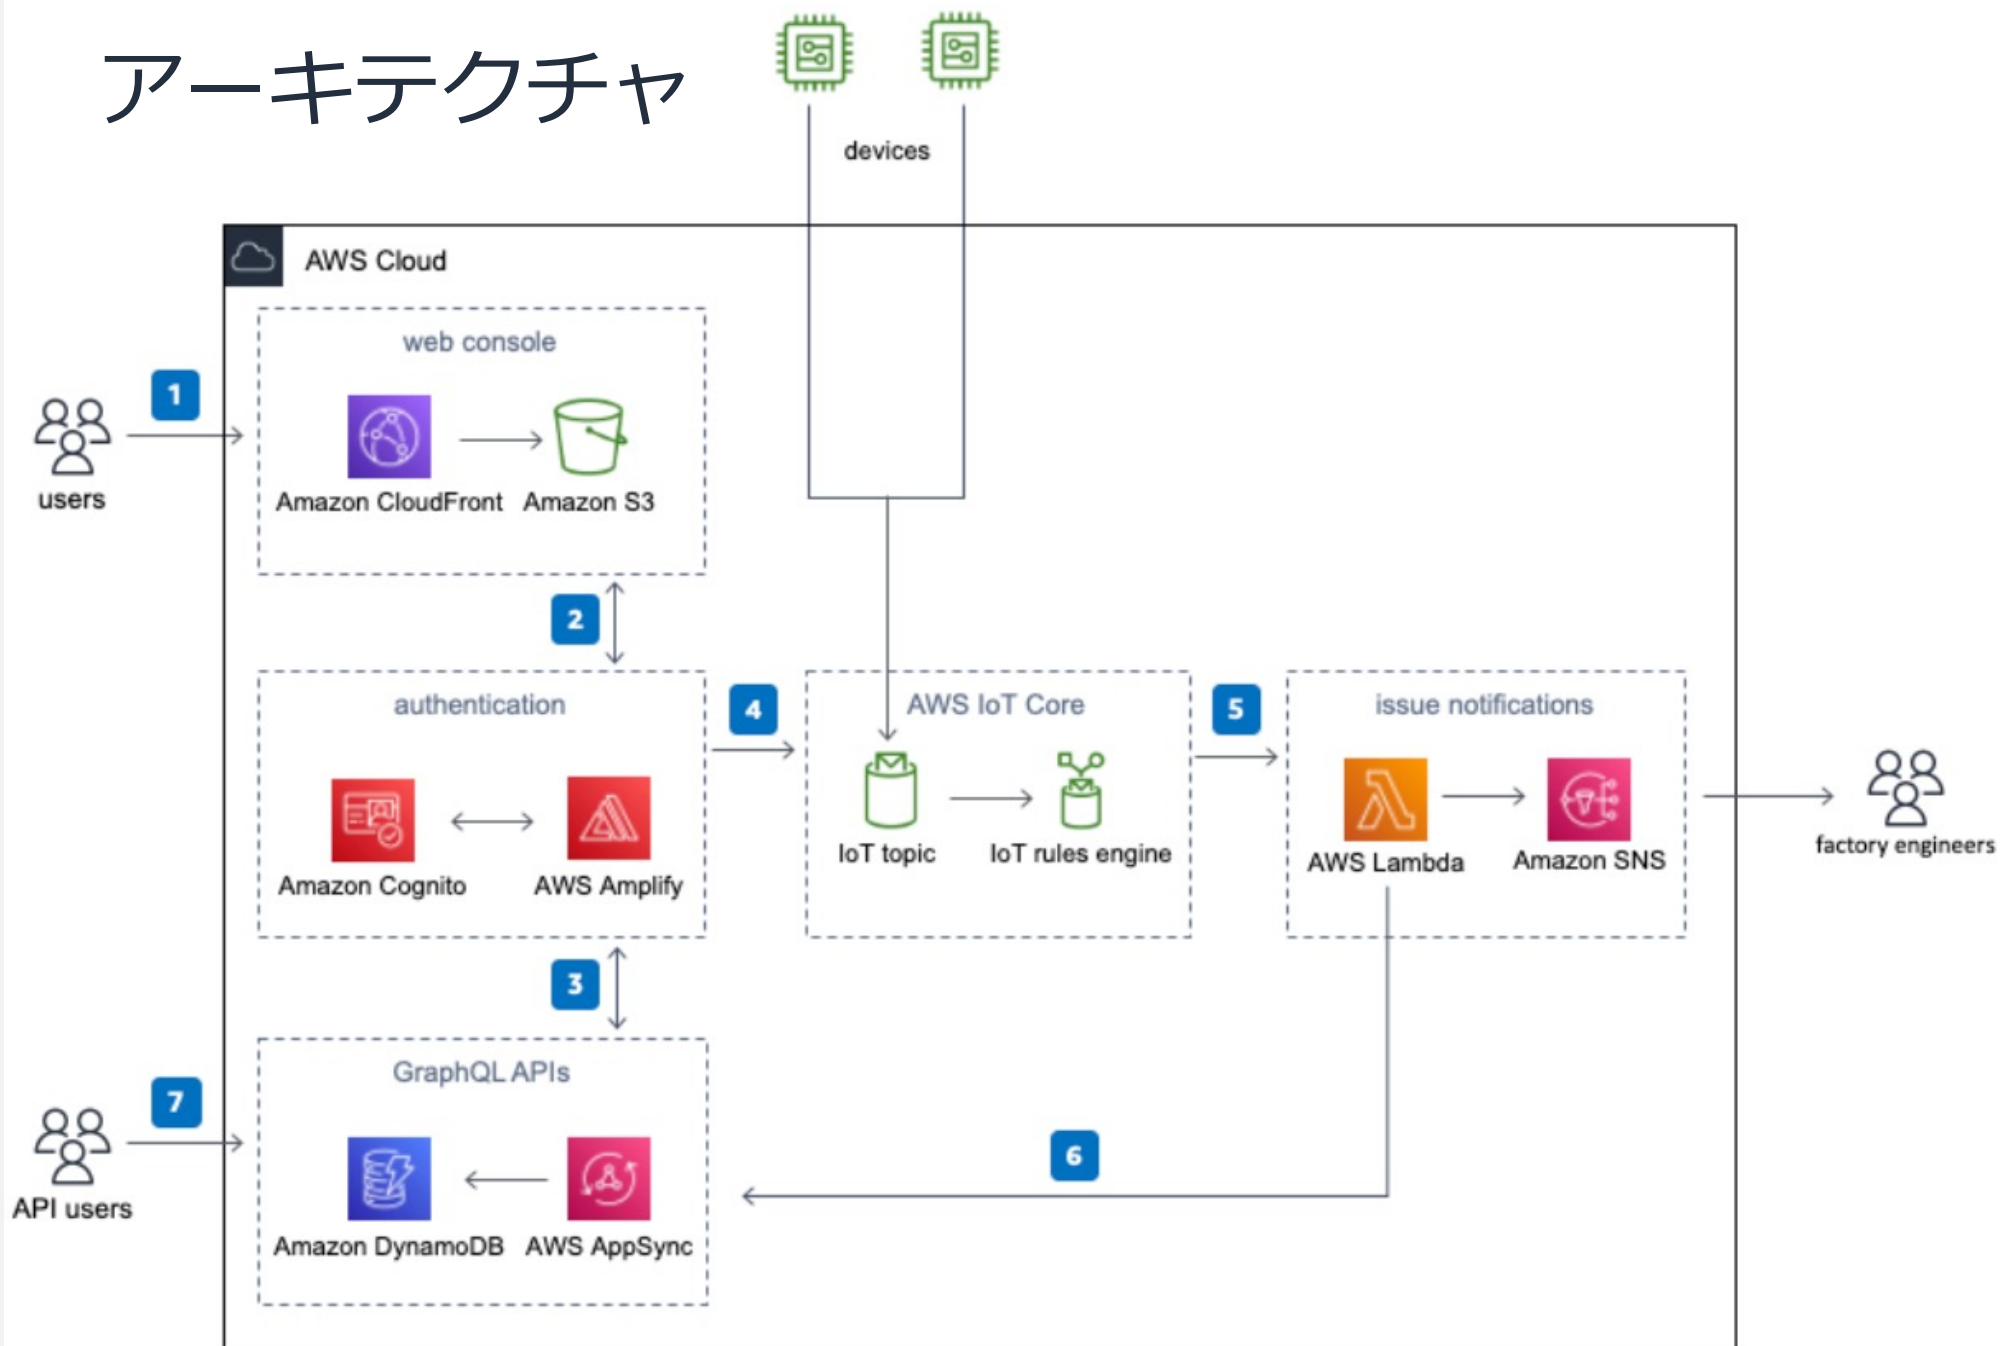 アーキテクチャ
devices
AWS Cloud
web console
1
users
Amazon CloudFront
Amazon S3
2
authentication
4
AWS IoT Core
5
issue notifications
Amazon Cognito
AWS Amplify
IoT topic
IoT rules engine
AWS Lambda
Amazon SNS
factory engineers
3
GraphQL APIs
7
API users
6
Amazon DynamoDB
AWS AppSync